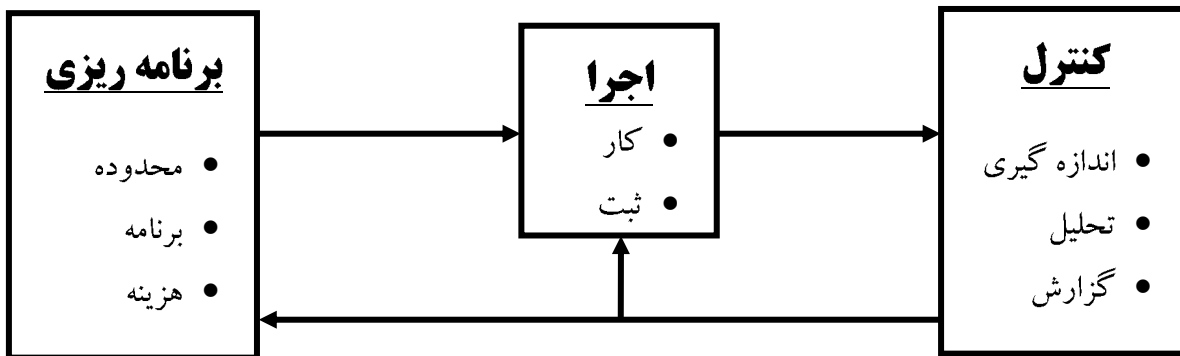 برنامه ریزی
• محدوده
• برنامه
• هزینه
اجرا
• کار
• ثبت
کنترل
• اندازه گیری
• تحلیل
• گزارش